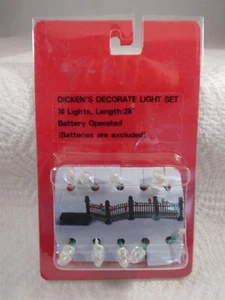 DICKEN'S DECORATE LIGHT SET
10 Lights, Length:28"
Battery Operated
(Batteries are excluded)